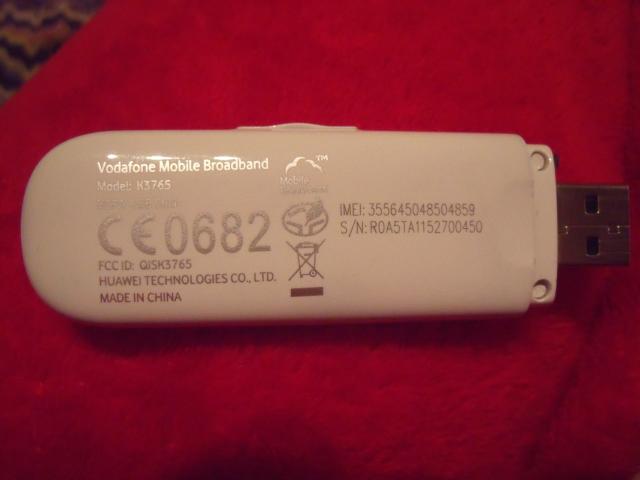 Vodafone Mobile Broadband
Model: K3765
CE0682
FCC ID: QISK3765
HUAWEI TECHNOLOGIES CO., LTD.
MADE IN CHINA
TM
Mobile
IMEI: 355645048504859
S/N: R0A5TA1152700450